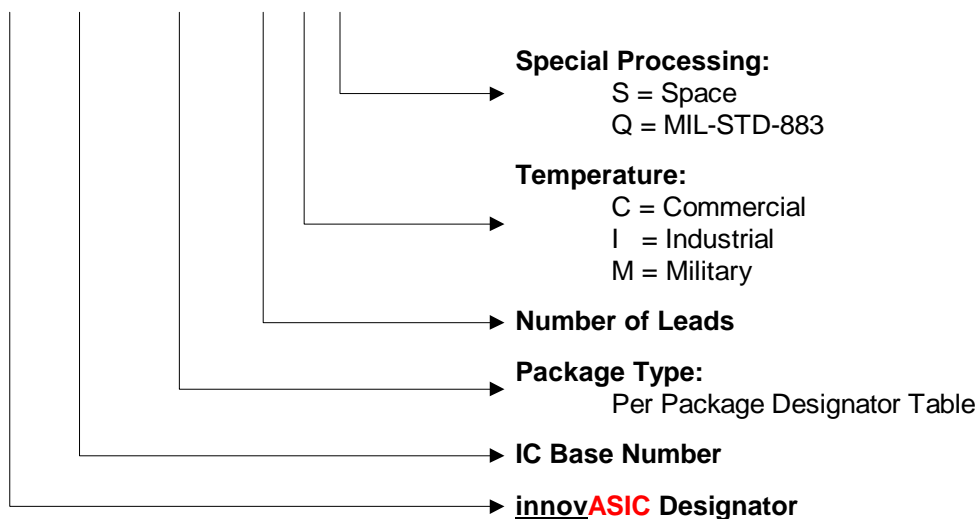 Special Processing:
S = Space
Q = MIL-STD-883
Temperature:
C = Commercial
I = Industrial
M = Military
Number of Leads
Package Type:
Per Package Designator Table
IC Base Number
innovASIC Designator